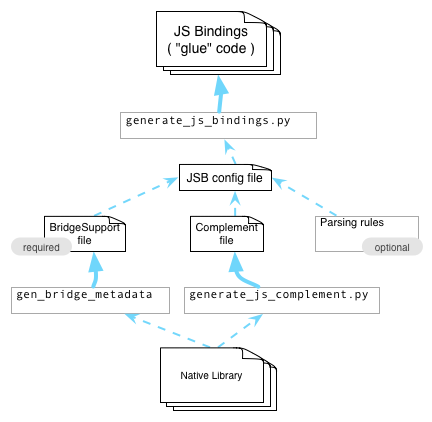 JS Bindings
( "glue" code )
generate_js_bindings.py
JSB config file
BridgeSupport
file
required
Complement
file
Parsing rules
optional
gen_bridge_metadata
generate_js_complement.py
Native Library